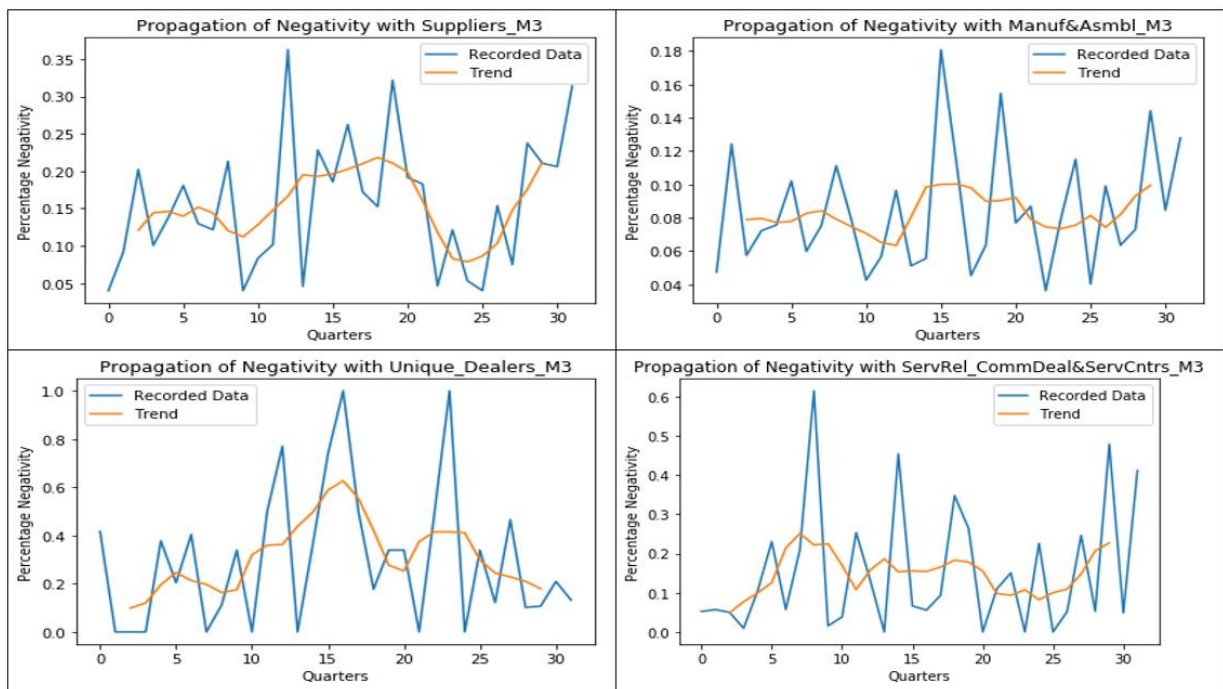 Propagation of Negativity with Suppliers_M3
Recorded Data
Trend
Percentage Negativity
0.35
0.30
0.25
0.20
0.15
0.10
0.05
0 5 10 15 20 25 30
Quarters
Propagation of Negativity with Manuf&Asmbl_M3
Recorded Data
Trend
Percentage Negativity
0.18
0.16
0.14
0.12
0.10
0.08
0.06
0.04
0 5 10 15 20 25 30
Quarters
Propagation of Negativity with Unique_Dealers_M3
Recorded Data
Trend
Percentage Negativity
1.0
0.8
0.6
0.4
0.2
0.0
0 5 10 15 20 25 30
Quarters
Propagation of Negativity with ServRel_CommDeal&ServCntrs_M3
Recorded Data
Trend
Percentage Negativity
0.6
0.5
0.4
0.3
0.2
0.1
0.0
0 5 10 15 20 25 30
Quarters